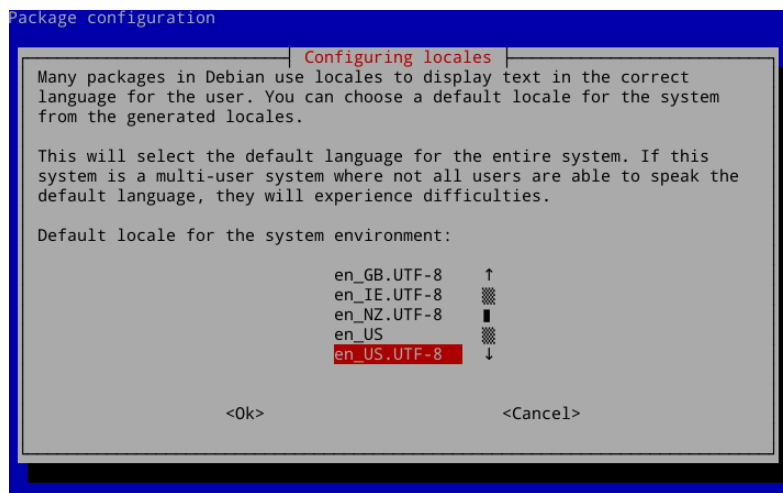 Package configuration
Configuring locales
Many packages in Debian use locales to display text in the correct
language for the user. You can choose a default locale for the system
from the generated locales.
This will select the default language for the entire system. If this
system is a multi-user system where not all users are able to speak the
default language, they will experience difficulties.
Default locale for the system environment:
en_GB.UTF-8
en_IE.UTF-8
en_NZ.UTF-8
en_US
en_US.UTF-8
<Ok> <Cancel>